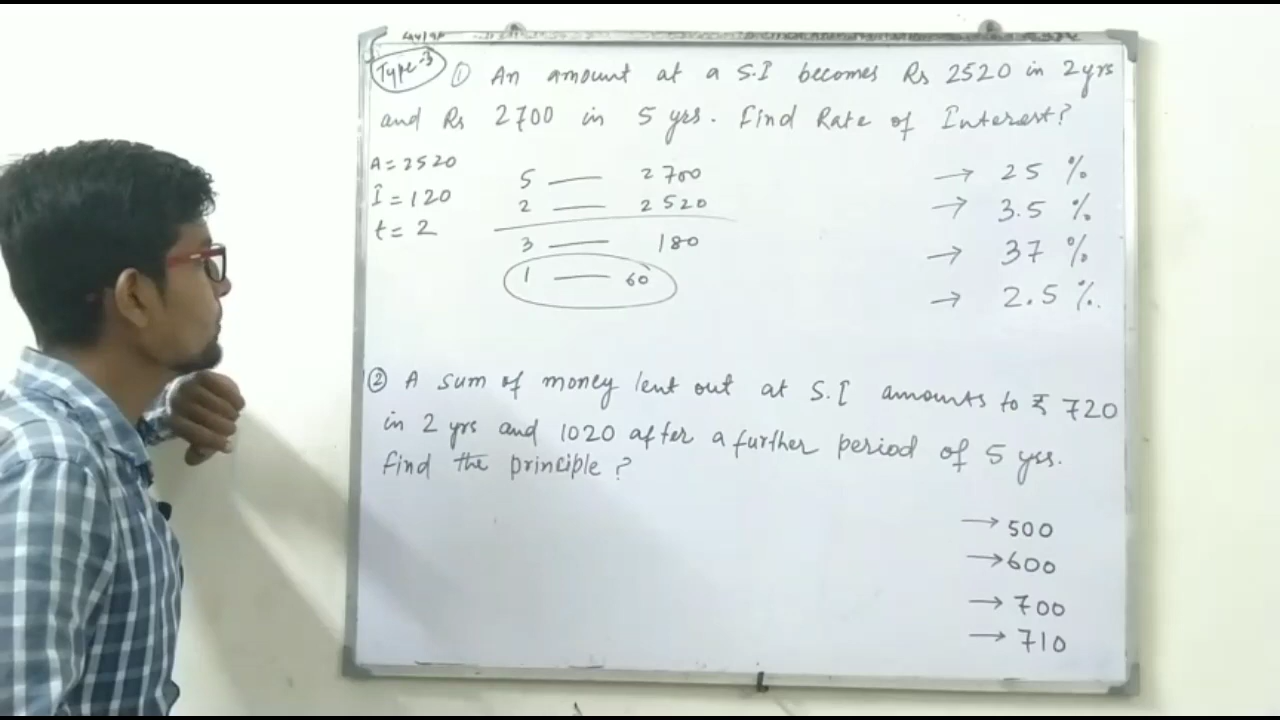 Type-3
① An amount at a S.I becomes Rs 2520 in 2yrs
and Rs 2700 in 5 yrs. Find Rate of Interest?
A = 2520
I = 120
t = 2
5 — 2700
2 — 2520
3 — 180
1 — 60
→ 25 %
→ 3.5 %
→ 37 %
→ 2.5 %.
② A sum of money lent out at S.I amounts to ₹ 720
in 2 yrs and 1020 after a further period of 5 yrs.
Find the principle?
→ 500
→ 600
→ 700
→ 710